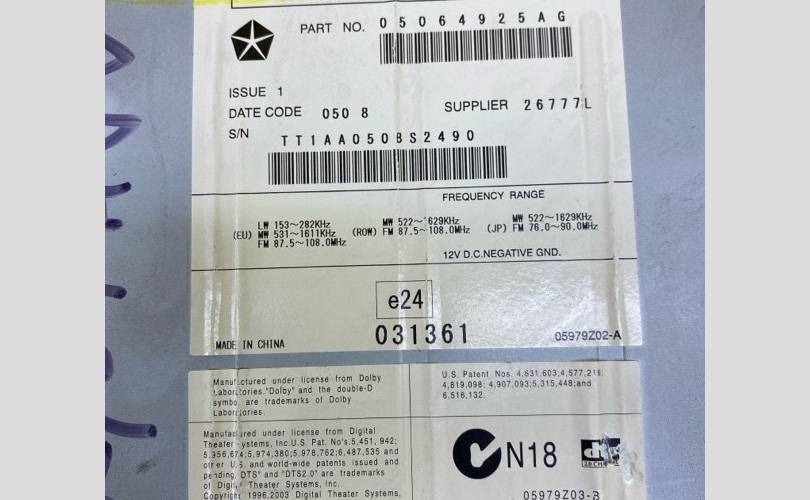 PART NO. 05064925AG
ISSUE 1
DATE CODE 050 8
SUPPLIER 26777L
S/N TT1AA0508S2490
FREQUENCY RANGE
(EU) LW 153~282KHz
MW 531~1611KHz
FM 87.5~108.0MHz
(ROW) MW 522~1629KHz
FM 87.5~108.0MHz
(JP) MW 522~1629KHz
FM 76.0~90.0MHz
12V D.C.NEGATIVE GND.
e24
031361
MADE IN CHINA
05979Z02-A
Manufactured under license from Dolby
Laboratories."Dolby" and the double-D
symbol are trademarks of Dolby
Laboratories.
U.S. Patent Nos. 4,631,603;4,577,216;
4,819,098; 4,907,093;5,315,448;and
6,516,132.
Manufactured under license from Digital
Theater Systems, Inc.U.S. Pat. No's.5,451,942;
5,956,674;5,974,380;5,978,762;6,487,535 and
other U.S. and world-wide patents issued and
pending. "DTS" and "DTS2.0" are trademarks
of Digital Theater Systems, Inc.
Copyright 1996,2003 Digital Theater Systems,
N18
05979Z03-B